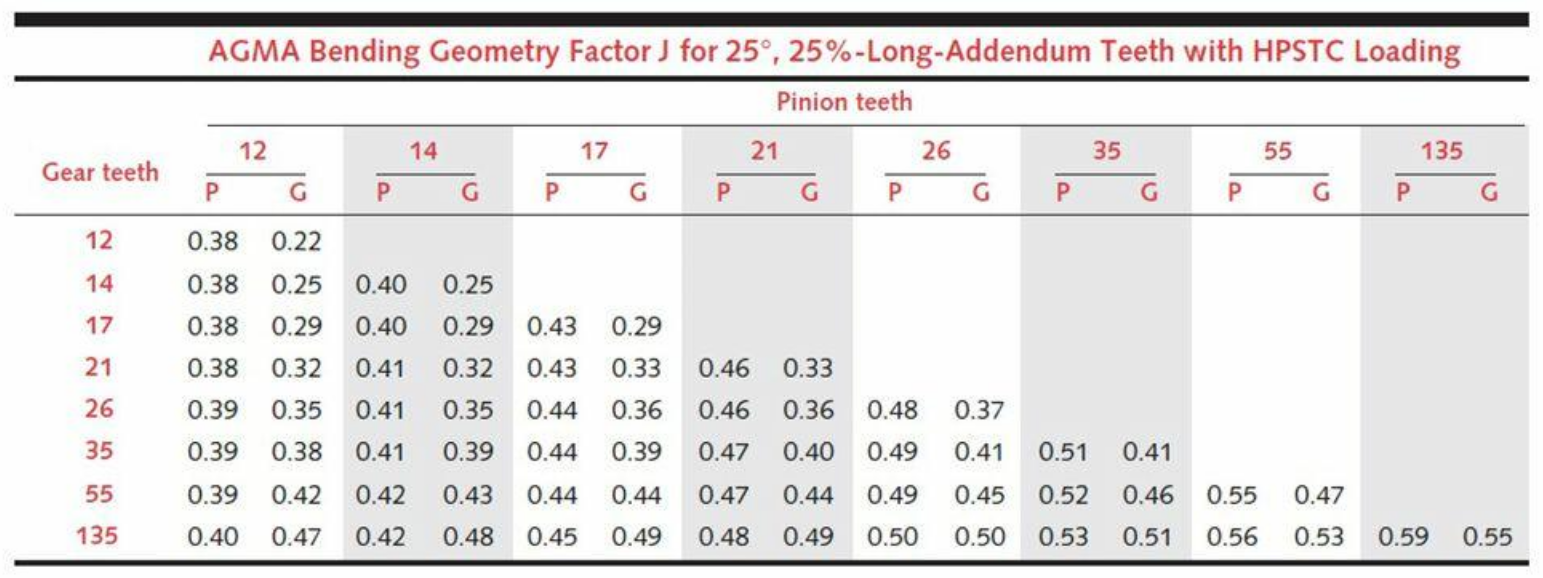 AGMA Bending Geometry Factor J for 25°, 25%-Long-Addendum Teeth with HPSTC Loading
Pinion teeth
Gear teeth 12 14 17 21 26 35 55 135
P G P G P G P G P G P G P G P G
12 0.38 0.22
14 0.38 0.25 0.40 0.25
17 0.38 0.29 0.40 0.29 0.43 0.29
21 0.38 0.32 0.41 0.32 0.43 0.33 0.46 0.33
26 0.39 0.35 0.41 0.35 0.44 0.36 0.46 0.36 0.48 0.37
35 0.39 0.38 0.41 0.39 0.44 0.39 0.47 0.40 0.49 0.41 0.51 0.41
55 0.39 0.42 0.42 0.43 0.44 0.44 0.47 0.44 0.49 0.45 0.52 0.46 0.55 0.47
135 0.40 0.47 0.42 0.48 0.45 0.49 0.48 0.49 0.50 0.50 0.53 0.51 0.56 0.53 0.59 0.55